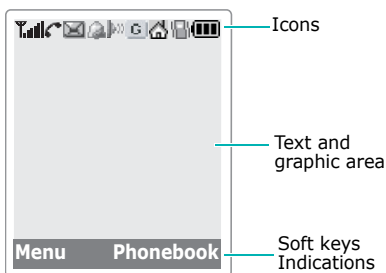 Icons
G
Text and
graphic area
Menu Phonebook
Soft keys
Indications